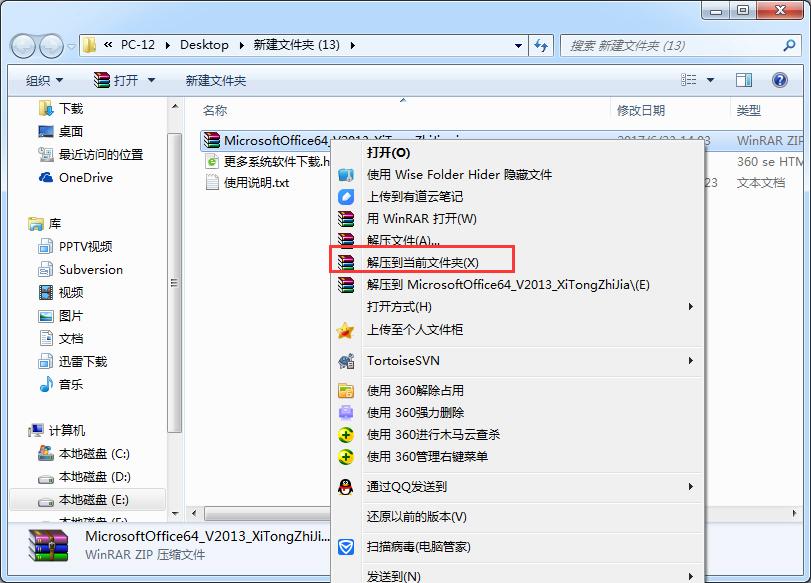 « PC-12 ▸ Desktop ▸ 新建文件夹 (13) ▸
搜索 新建文件夹 (13)
组织 打开 新建文件夹
名称 修改日期 类型
下载
桌面
最近访问的位置
OneDrive
库
PPTV视频
Subversion
视频
图片
文档
迅雷下载
音乐
计算机
本地磁盘 (C:)
本地磁盘 (D:)
本地磁盘 (E:)
MicrosoftOffice64_V2013_XiTongZhiJia WinRAR ZIP
更多系统软件下载.h 360 se HTM
使用说明.txt 23 文本文档
打开(O)
使用 Wise Folder Hider 隐藏文件
上传到有道云笔记
用 WinRAR 打开(W)
解压文件(A)...
解压到当前文件夹(X)
解压到 MicrosoftOffice64_V2013_XiTongZhiJia\(E)
打开方式(H)
上传至个人文件柜
TortoiseSVN
使用 360解除占用
使用 360强力删除
使用 360进行木马云查杀
使用 360管理右键菜单
通过QQ发送到
还原以前的版本(V)
扫描病毒(电脑管家)
发送到(N)
MicrosoftOffice64_V2013_XiTongZhiJi...
WinRAR ZIP 压缩文件